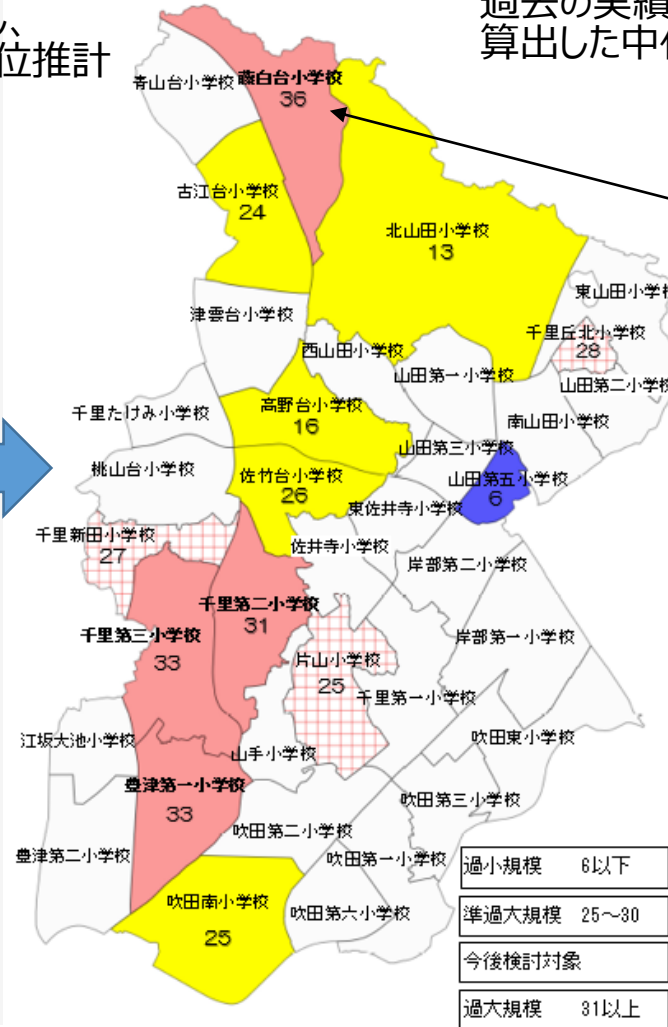 過去の実績
算出した中
位推計
青山台小学校
藤白台小学校
36
古江台小学校
24
北山田小学校
13
東山田小学校
津雲台小学校
千里丘北小学校
28
西山田小学校
山田第一小学校
山田第二小学校
千里たけみ小学校
高野台小学校
16
南山田小学校
山田第三小学校
桃山台小学校
佐竹台小学校
26
山田第五小学校
6
東佐井寺小学校
千里新田小学校
27
佐井寺小学校
岸部第二小学校
千里第二小学校
31
千里第三小学校
33
岸部第一小学校
片山小学校
25
千里第一小学校
江坂大池小学校
山手小学校
吹田東小学校
豊津第一小学校
33
吹田第三小学校
吹田第二小学校
豊津第二小学校
吹田第一小学校
吹田南小学校
25
吹田第六小学校
過小規模 6以下
準過大規模 25～30
今後検討対象
過大規模 31以上